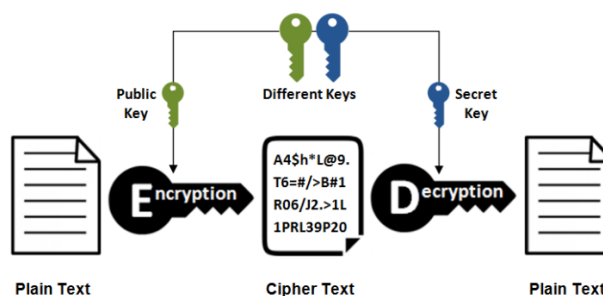 Public
Key
Different Keys
Secret
Key
Encryption
A4$h*L@9.
T6=#/>B#1
R06/J2.>1L
1PRL39P20
Decryption
Plain Text
Cipher Text
Plain Text